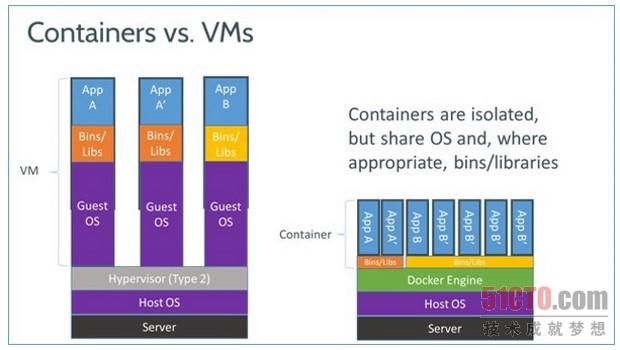 Containers vs. VMs
App A
App A'
App B
Bins/ Libs
Bins/ Libs
Bins/ Libs
VM
Guest OS
Guest OS
Guest OS
Hypervisor (Type 2)
Host OS
Server
Containers are isolated,
but share OS and, where
appropriate, bins/libraries
Container
App A
App A'
App B
App B'
App B'
App B'
App B'
Bins/Libs
Bins/Libs
Docker Engine
Host OS
Server
51CTO.com
技术成就梦想